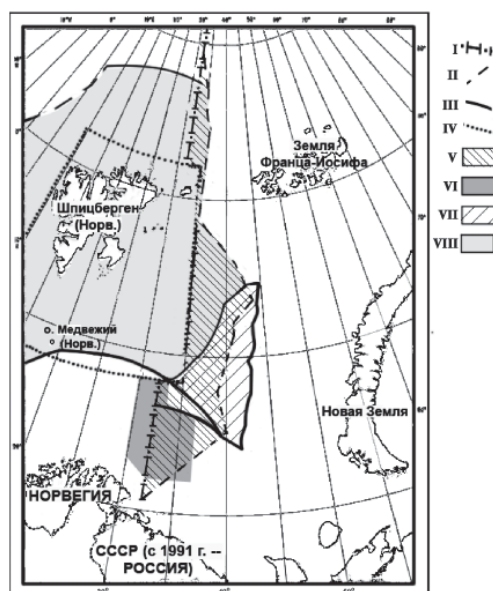 I
II
III
IV
V
VI
VII
VIII
Земля
Франца-Иосифа
Шпицберген
(Норв.)
о. Медвежий
(Норв.)
Новая Земля
НОРВЕГИЯ
СССР (с 1991 г. --
РОССИЯ)